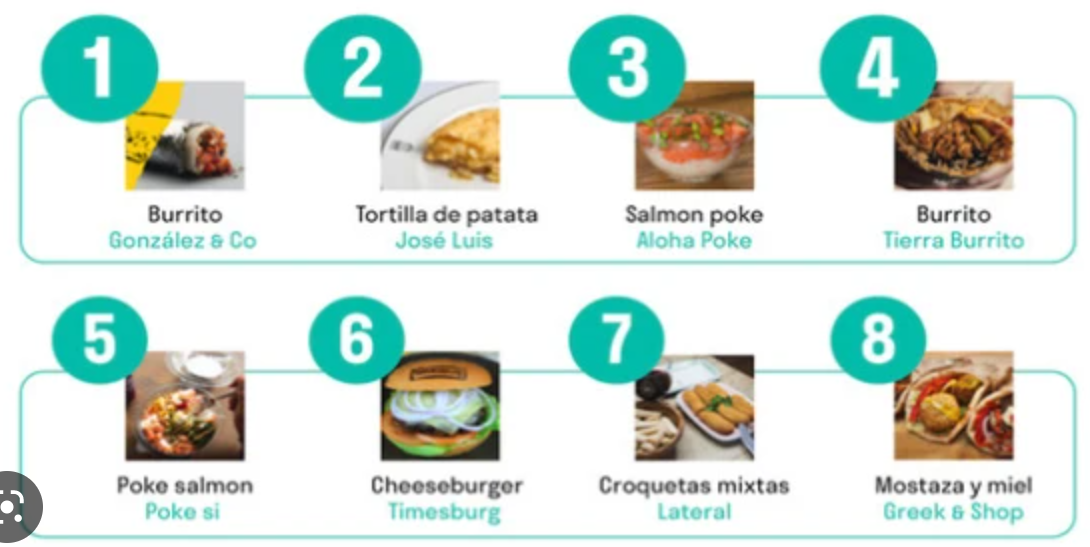 1
2
3
4
Burrito
González & Co
Tortilla de patata
José Luis
Salmon poke
Aloha Poke
Burrito
Tierra Burrito
5
6
7
8
Poke salmon
Poke si
Cheeseburger
Timesburg
Croquetas mixtas
Lateral
Mostaza y miel
Greek & Shop